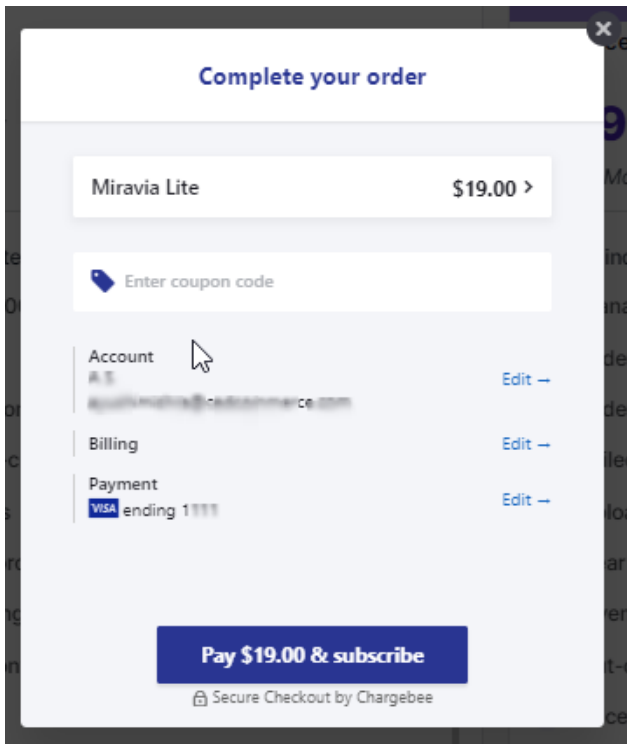 Complete your order
Miravia Lite $19.00 >
Enter coupon code
Account
Edit →
Billing Edit →
Payment
VISA ending 1111 Edit →
Pay $19.00 & subscribe
Secure Checkout by Chargebee